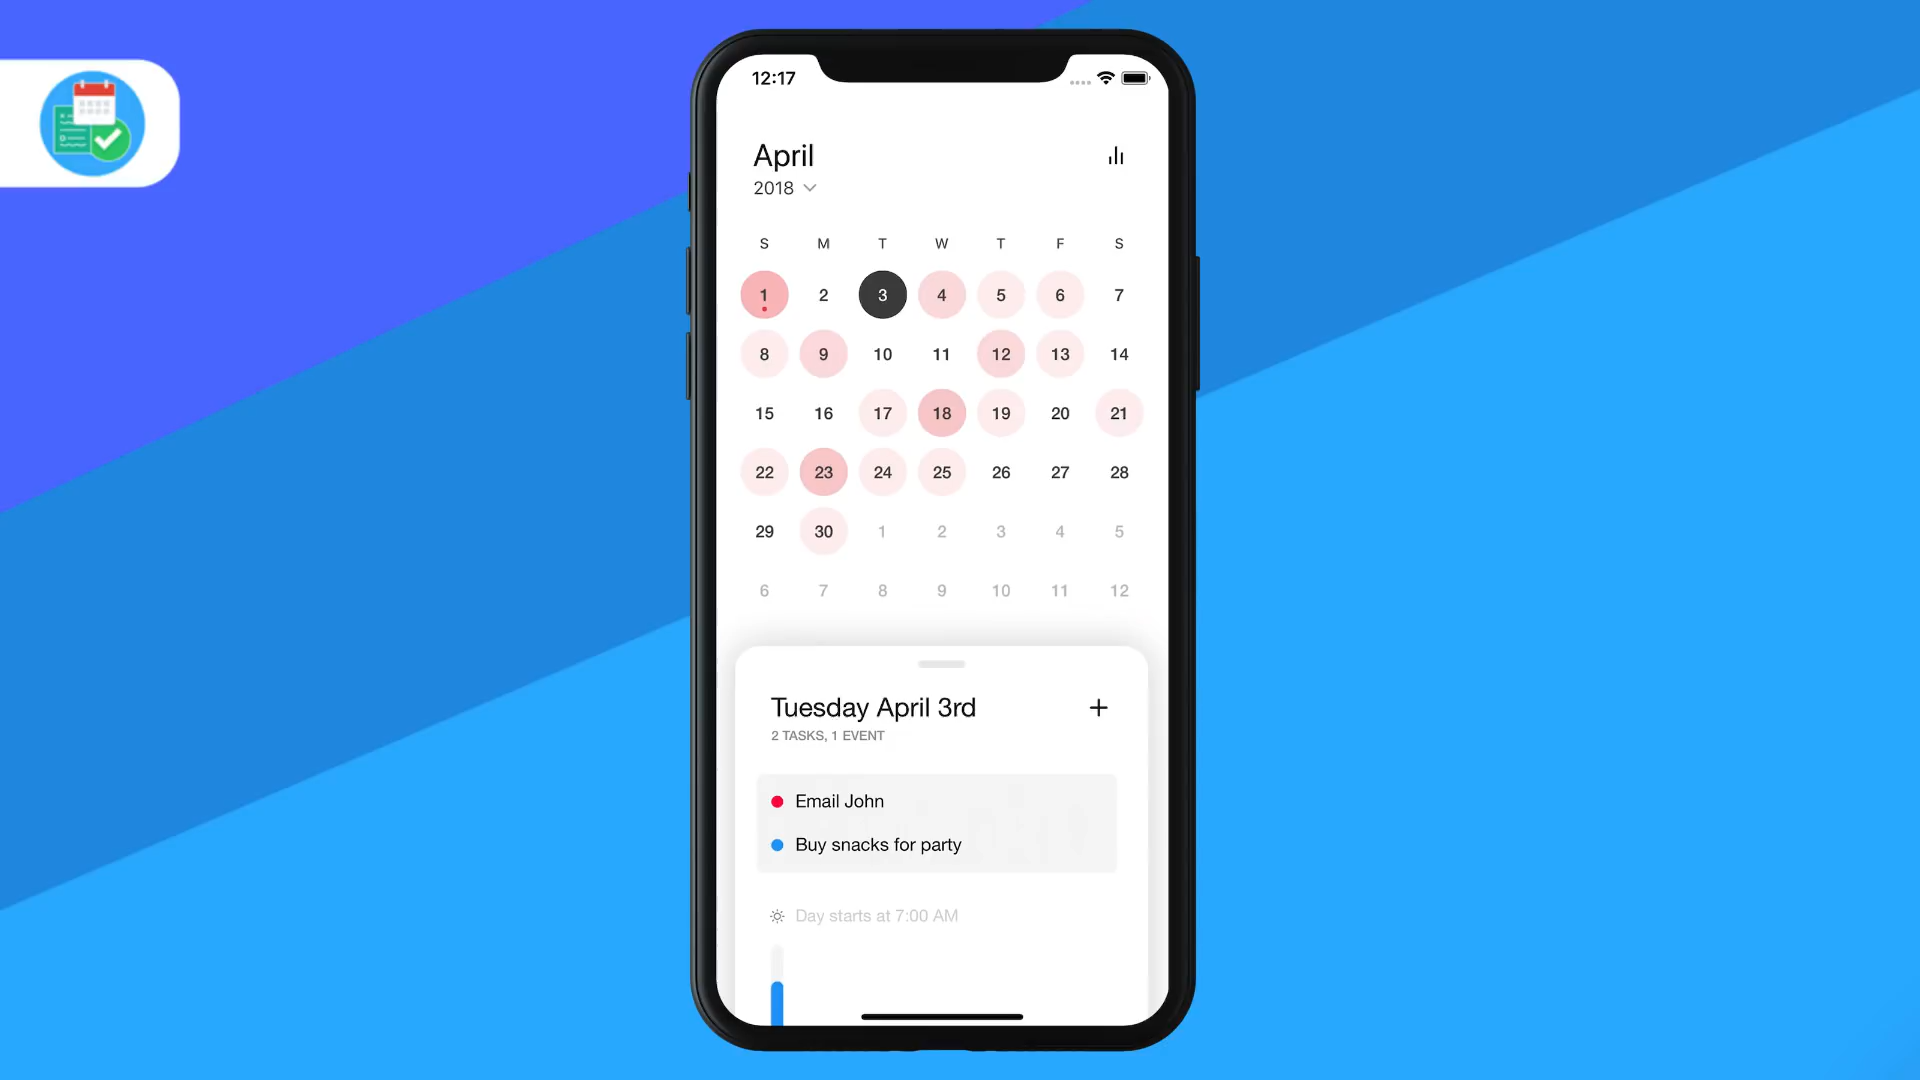 12:17
April
2018
S M T W T F S
1 2 3 4 5 6 7
8 9 10 11 12 13 14
15 16 17 18 19 20 21
22 23 24 25 26 27 28
29 30 1 2 3 4 5
6 7 8 9 10 11 12
Tuesday April 3rd
2 TASKS, 1 EVENT
Email John
Buy snacks for party
Day starts at 7:00 AM